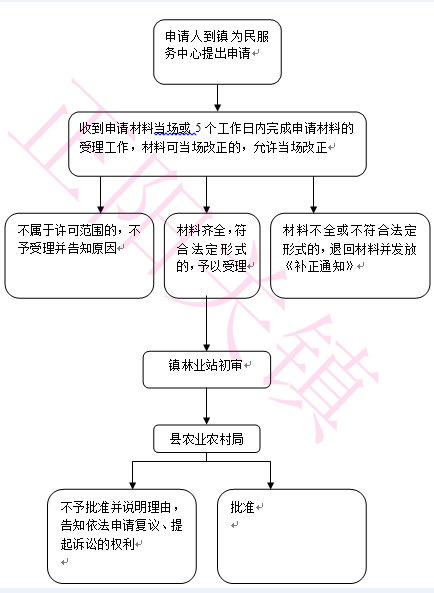 申请人到镇为民服
务中心提出申请
收到申请材料当场或 5 个工作日内完成申请材料的
受理工作，材料可当场改正的，允许当场改正
不属于许可范围的，不
予受理并告知原因
材料齐全，符
合法定形式
的，予以受理
材料不全或不符合法定
形式的，退回材料并发放
《补正通知》
镇林业站初审
县农业农村局
不予批准并说明理由，
告知依法申请复议、提
起诉讼的权利
批准
正阳关镇